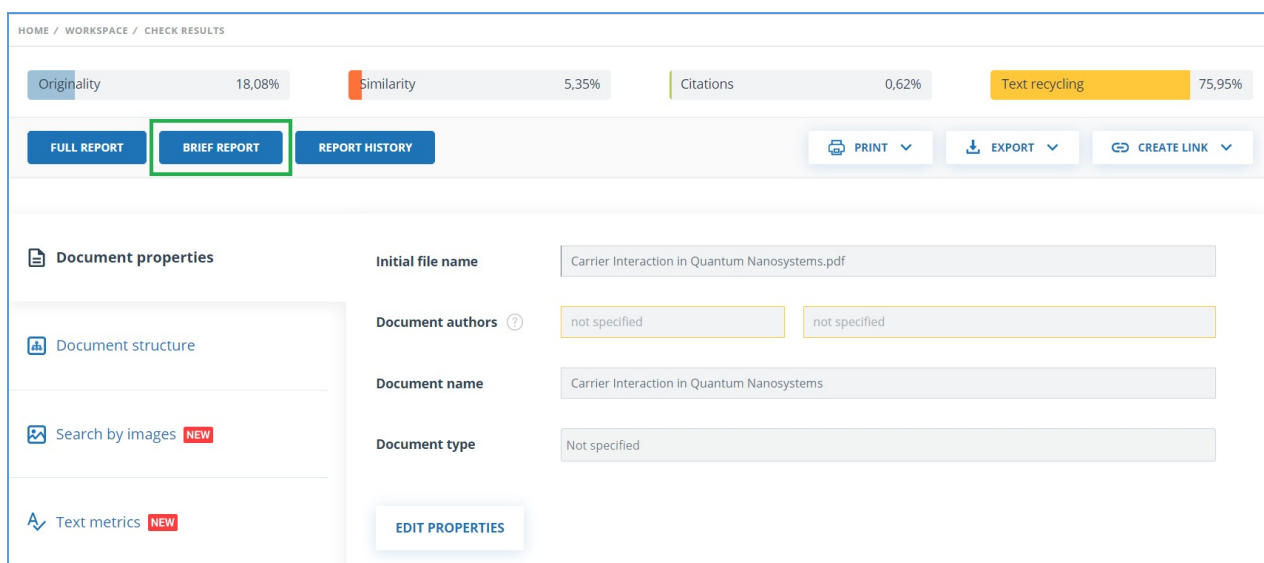 HOME / WORKSPACE / CHECK RESULTS
Originality 18,08% Similarity 5,35% Citations 0,62% Text recycling 75,95%
FULL REPORT BRIEF REPORT REPORT HISTORY PRINT EXPORT CREATE LINK
Document properties
Initial file name Carrier Interaction in Quantum Nanosystems.pdf
Document authors ? not specified not specified
Document structure
Document name Carrier Interaction in Quantum Nanosystems
Search by images NEW
Document type Not specified
Text metrics NEW
EDIT PROPERTIES